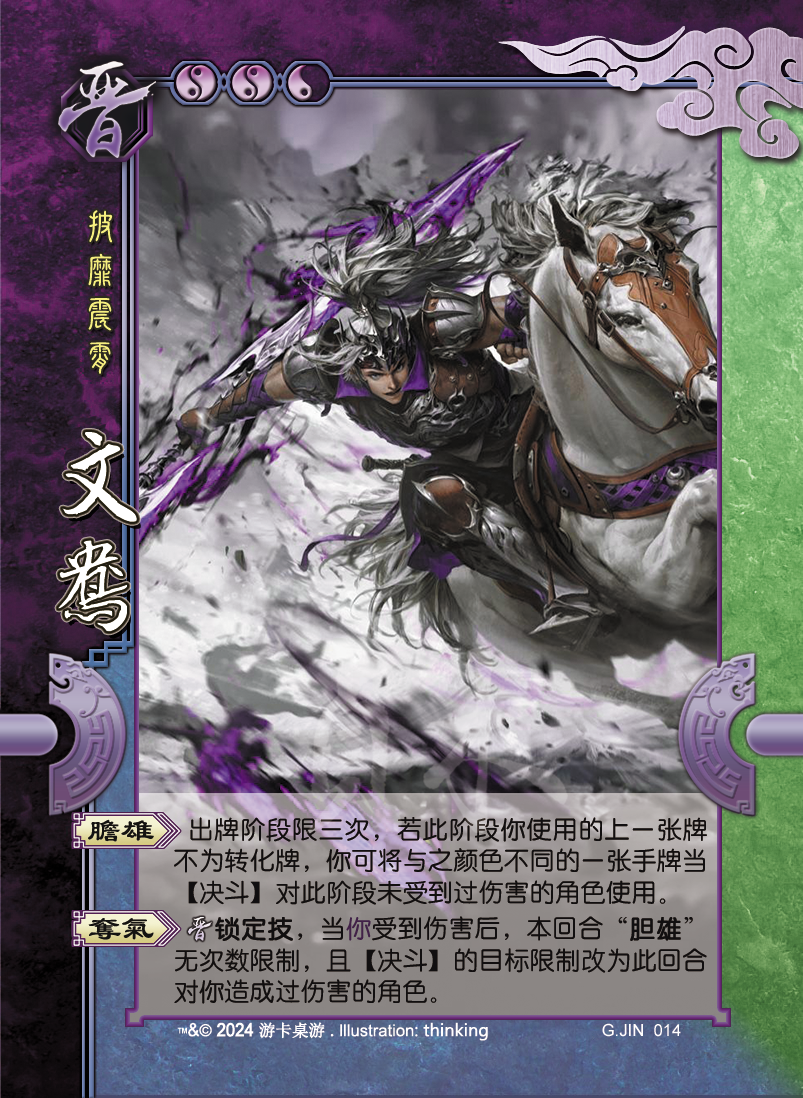 晋
披靡震霄
文鸯
膽雄
出牌阶段限三次，若此阶段你使用的上一张牌
不为转化牌，你可将与之颜色不同的一张手牌当
【决斗】对此阶段未受到过伤害的角色使用。
奪氣
晋锁定技，当你受到伤害后，本回合“胆雄”
无次数限制，且【决斗】的目标限制改为此回合
对你造成过伤害的角色。
™&© 2024 游卡桌游 . Illustration: thinking
G.JIN 014